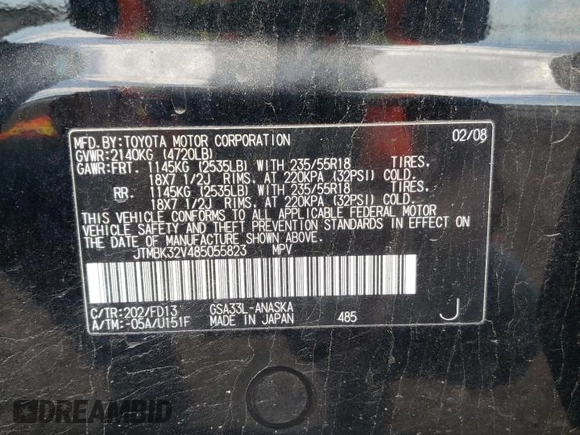 MFD.BY:TOYOTA MOTOR CORPORATION 02/08
GVWR:2140KG (4720LB)
GAWR:FRT. 1145KG (2535LB) WITH 235/55R18 TIRES.
18X7 1/2J RIMS. AT 220KPA (32PSI) COLD.
RR. 1145KG (2535LB) WITH 235/55R18 TIRES.
18X7 1/2J RIMS. AT 220KPA (32PSI) COLD.
THIS VEHICLE CONFORMS TO ALL APPLICABLE FEDERAL MOTOR
VEHICLE SAFETY AND THEFT PREVENTION STANDARDS IN EFFECT ON
THE DATE OF MANUFACTURE SHOWN ABOVE.
JTMBK32V485055823 MPV
C/TR:202/FD13 GSA33L-ANASKA
A/TM:-05A/U151F MADE IN JAPAN 485 J
DREAMBID